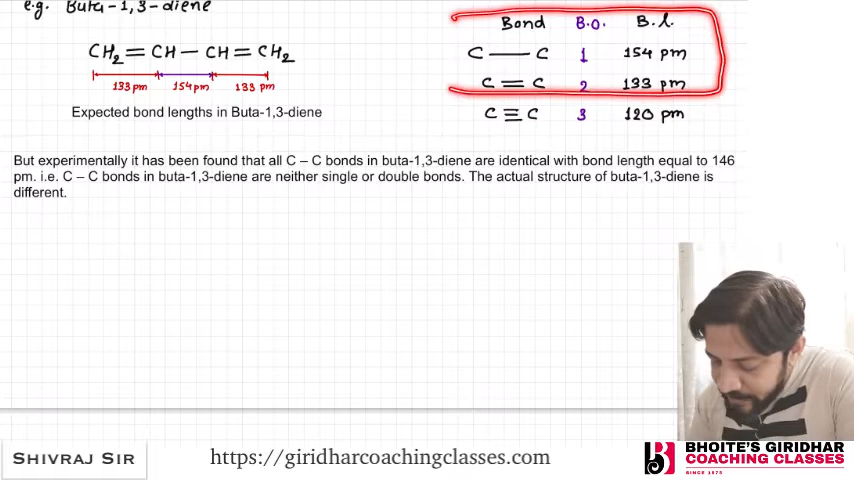 e.g. Buta-1,3-diene
CH2=CH-CH=CH2
133 pm 154 pm 133 pm
Expected bond lengths in Buta-1,3-diene
Bond B.O. B.l.
C — C 1 154 pm
C = C 2 133 pm
C ≡ C 3 120 pm
But experimentally it has been found that all C – C bonds in buta-1,3-diene are identical with bond length equal to 146
pm. i.e. C – C bonds in buta-1,3-diene are neither single or double bonds. The actual structure of buta-1,3-diene is
different.
SHIVRAJ SIR
https://giridharcoachingclasses.com
BHOITE'S GIRIDHAR
COACHING CLASSES
SINCE 1975